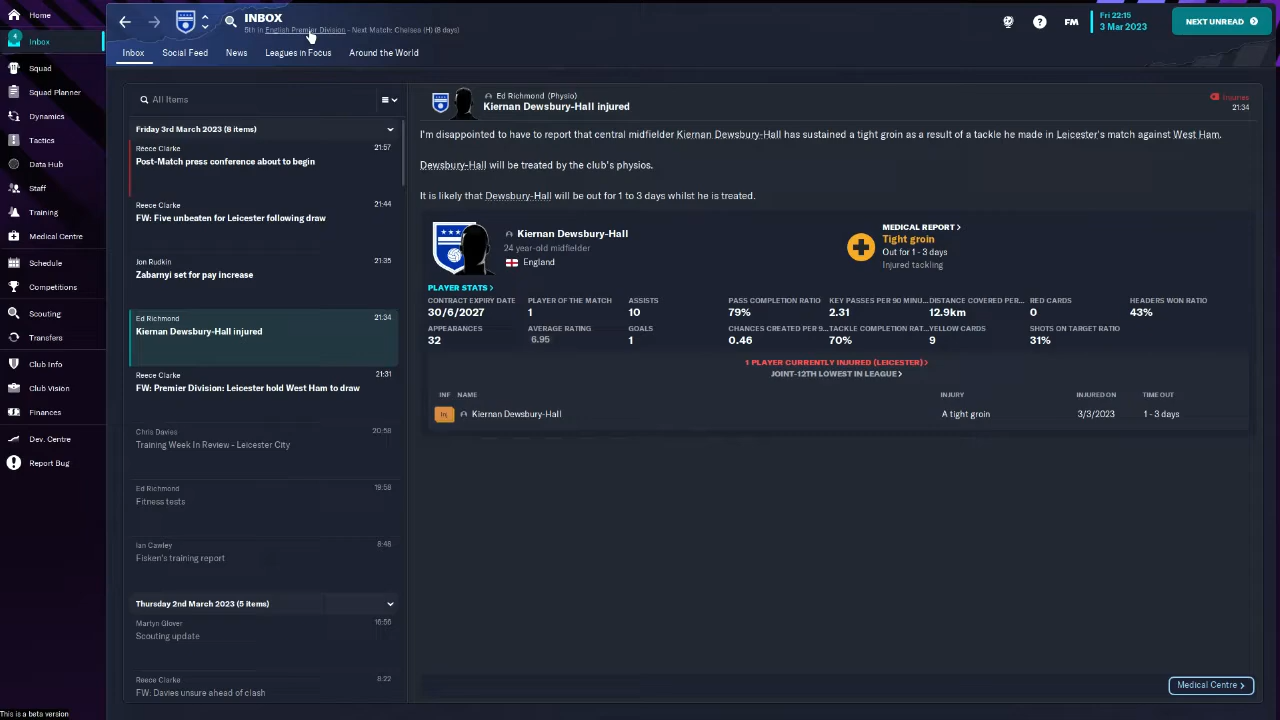 Home
4
Inbox
Squad
Squad Planner
Dynamics
Tactics
Data Hub
Staff
Training
Medical Centre
Schedule
Competitions
Scouting
Transfers
Club Info
Club Vision
Finances
Dev. Centre
Report Bug
This is a beta version
INBOX
5th in English Premier Division - Next Match: Chelsea (H) (8 days)
FM
Fri 22:15
3 Mar 2023
NEXT UNREAD
Inbox
Social Feed
News
Leagues in Focus
Around the World
All Items
Friday 3rd March 2023 (8 items)
Reece Clarke 21:57
Post-Match press conference about to begin
Reece Clarke 21:44
FW: Five unbeaten for Leicester following draw
Jon Rudkin 21:35
Zabarnyi set for pay increase
Ed Richmond 21:34
Kiernan Dewsbury-Hall injured
Reece Clarke 21:31
FW: Premier Division: Leicester hold West Ham to draw
Chris Davies 20:58
Training Week In Review - Leicester City
Ed Richmond 19:58
Fitness tests
Ian Cawley 8:48
Fisken's training report
Thursday 2nd March 2023 (5 items)
Martyn Glover 16:56
Scouting update
Reece Clarke 8:22
FW: Davies unsure ahead of clash
Ed Richmond (Physio)
Kiernan Dewsbury-Hall injured
Injuries
21:34
I'm disappointed to have to report that central midfielder Kiernan Dewsbury-Hall has sustained a tight groin as a result of a tackle he made in Leicester's match against West Ham.
Dewsbury-Hall will be treated by the club's physios.
It is likely that Dewsbury-Hall will be out for 1 to 3 days whilst he is treated.
Kiernan Dewsbury-Hall
24 year-old midfielder
England
MEDICAL REPORT
Tight groin
Out for 1 - 3 days
Injured tackling
PLAYER STATS
CONTRACT EXPIRY DATE PLAYER OF THE MATCH ASSISTS PASS COMPLETION RATIO KEY PASSES PER 90 MINU... DISTANCE COVERED PER... RED CARDS HEADERS WON RATIO
30/6/2027 1 10 79% 2.31 12.9km 0 43%
APPEARANCES AVERAGE RATING GOALS CHANCES CREATED PER 9... TACKLE COMPLETION RAT... YELLOW CARDS SHOTS ON TARGET RATIO
32 6.95 1 0.46 70% 9 31%
1 PLAYER CURRENTLY INJURED (LEICESTER)
JOINT-12TH LOWEST IN LEAGUE
INF NAME INJURY INJURED ON TIME OUT
Inj Kiernan Dewsbury-Hall A tight groin 3/3/2023 1 - 3 days
Medical Centre